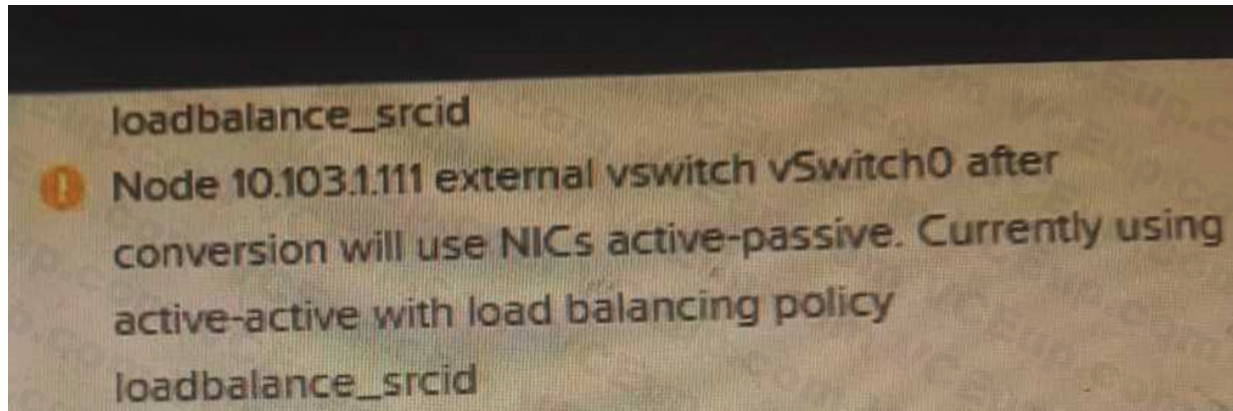 loadbalance_srcid
Node 10.103.1.111 external vswitch vSwitch0 after
conversion will use NICs active-passive. Currently using
active-active with load balancing policy
loadbalance_srcid